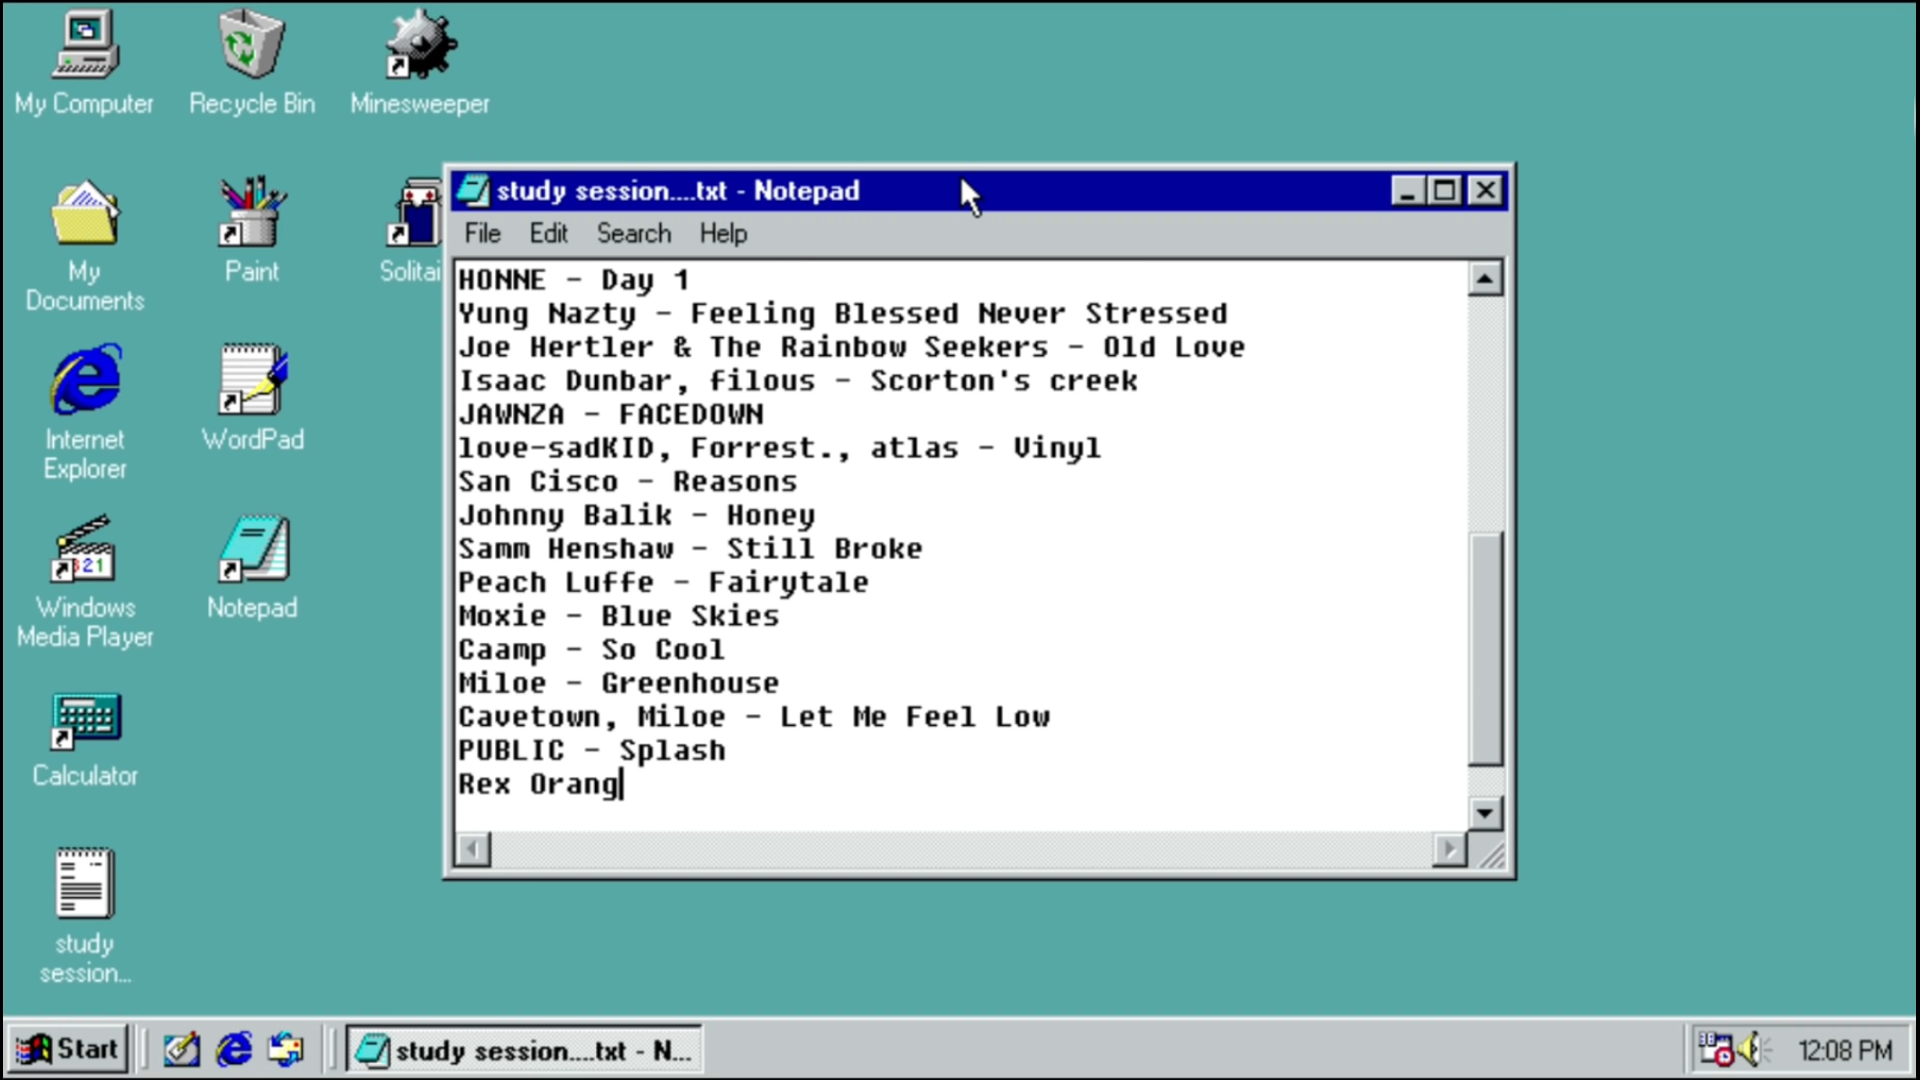 My Computer
Recycle Bin
Minesweeper
My
Documents
Paint
Solitai
Internet
Explorer
WordPad
Windows
Media Player
Notepad
Calculator
study
session...
study session....txt - Notepad
File Edit Search Help
HONNE - Day 1
Yung Nazty - Feeling Blessed Never Stressed
Joe Hertler & The Rainbow Seekers - Old Love
Isaac Dunbar, filous - Scorton's creek
JAWNZA - FACEDOWN
love-sadKID, Forrest., atlas - Vinyl
San Cisco - Reasons
Johnny Balik - Honey
Samm Henshaw - Still Broke
Peach Luffe - Fairytale
Moxie - Blue Skies
Caamp - So Cool
Miloe - Greenhouse
Cavetown, Miloe - Let Me Feel Low
PUBLIC - Splash
Rex Orang
Start
study session....txt - N...
12:08 PM